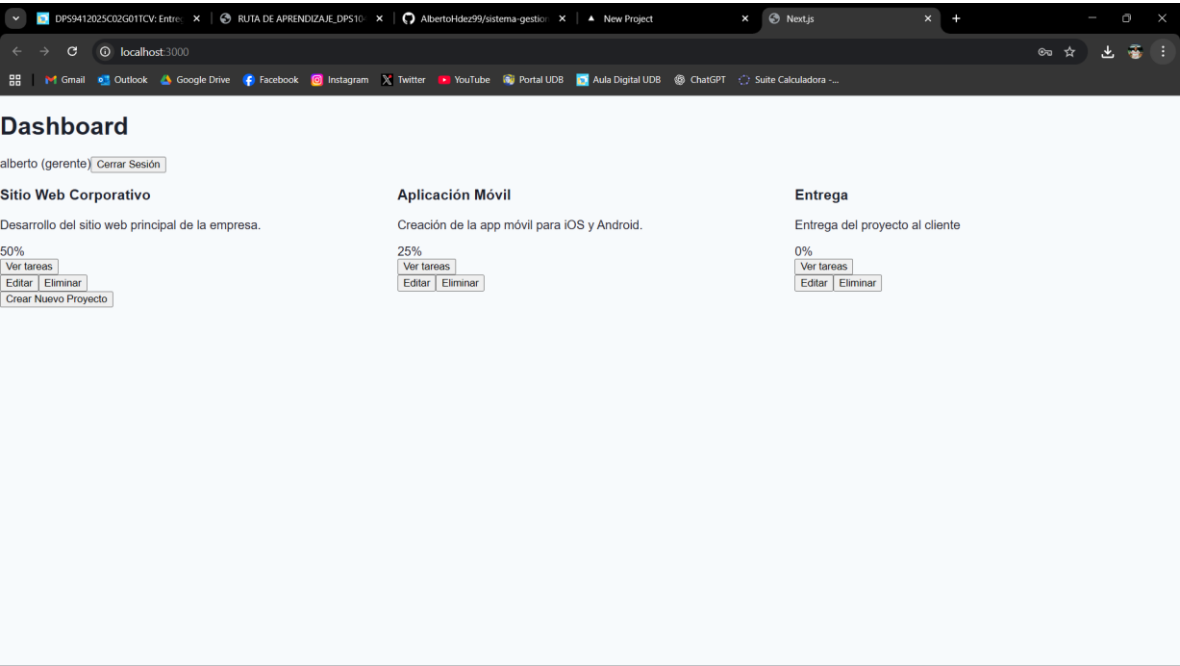 DPS9412025C02G01TCV: Entreg
RUTA DE APRENDIZAJE_DPS10
AlbertoHdez99/sistema-gestion
New Project
Next.js
localhost:3000
Gmail Outlook Google Drive Facebook Instagram Twitter YouTube Portal UDB Aula Digital UDB ChatGPT Suite Calculadora -...
Dashboard
alberto (gerente) Cerrar Sesión
Sitio Web Corporativo
Desarrollo del sitio web principal de la empresa.
50%
Ver tareas
Editar Eliminar
Crear Nuevo Proyecto
Aplicación Móvil
Creación de la app móvil para iOS y Android.
25%
Ver tareas
Editar Eliminar
Entrega
Entrega del proyecto al cliente
0%
Ver tareas
Editar Eliminar